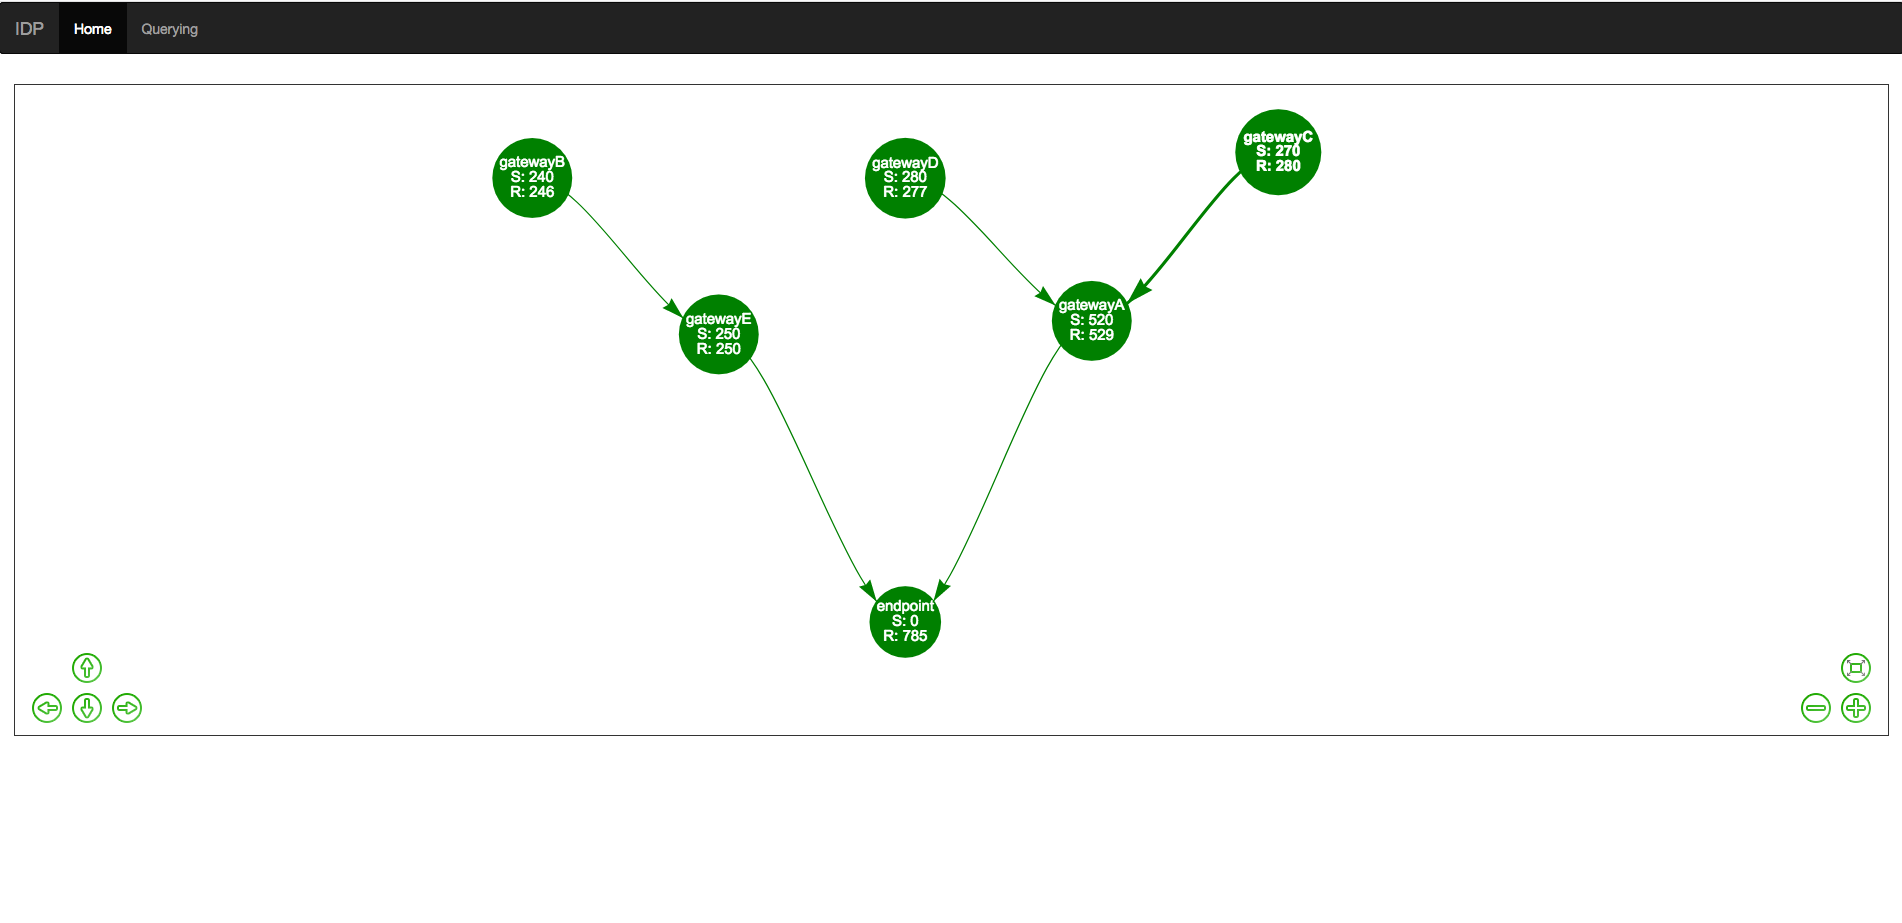 IDP Home Querying
gatewayB
S: 240
R: 246
gatewayD
S: 280
R: 277
gatewayC
S: 270
R: 280
gatewayE
S: 250
R: 250
gatewayA
S: 520
R: 529
endpoint
S: 0
R: 785